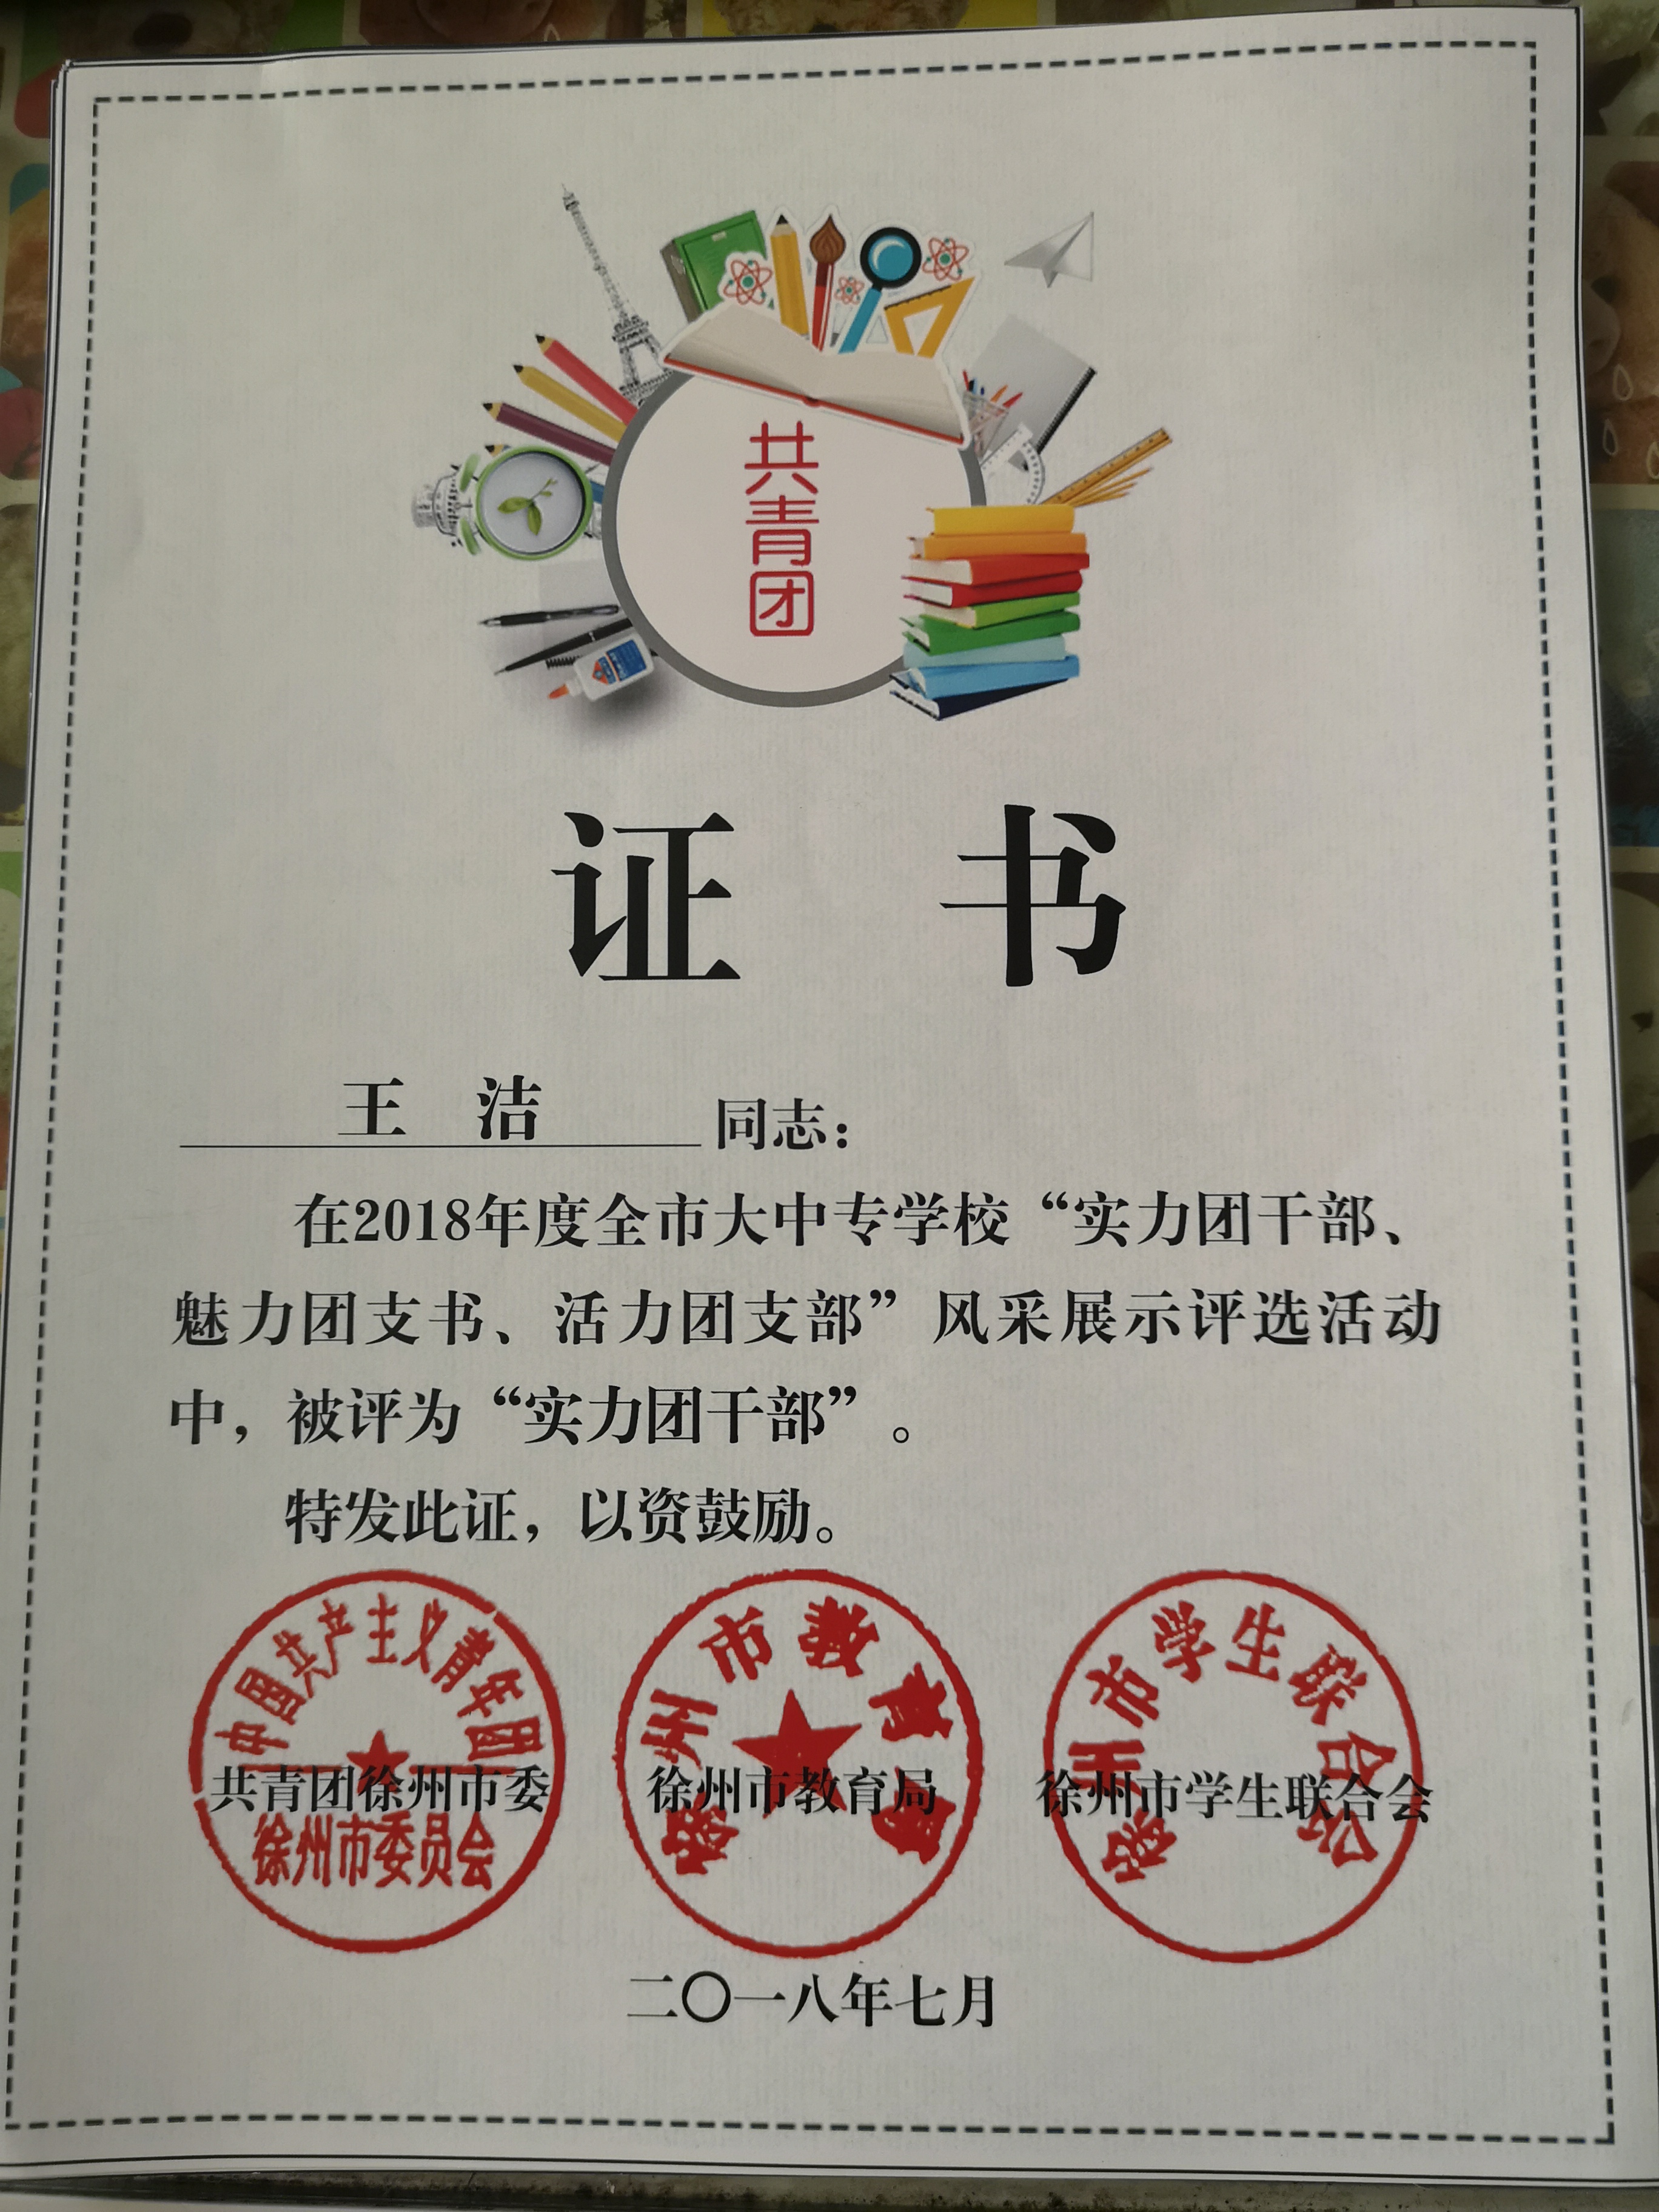 共青团
证 书
王 洁 同志：
在2018年度全市大中专学校“实力团干部、
魅力团支书、活力团支部”风采展示评选活动
中，被评为“实力团干部”。
特发此证，以资鼓励。
中国共产主义青年团
徐州市委员会
共青团徐州市委
徐州市教育局
徐州市教育局
徐州市学生联合会
徐州市学生联合会
二〇一八年七月